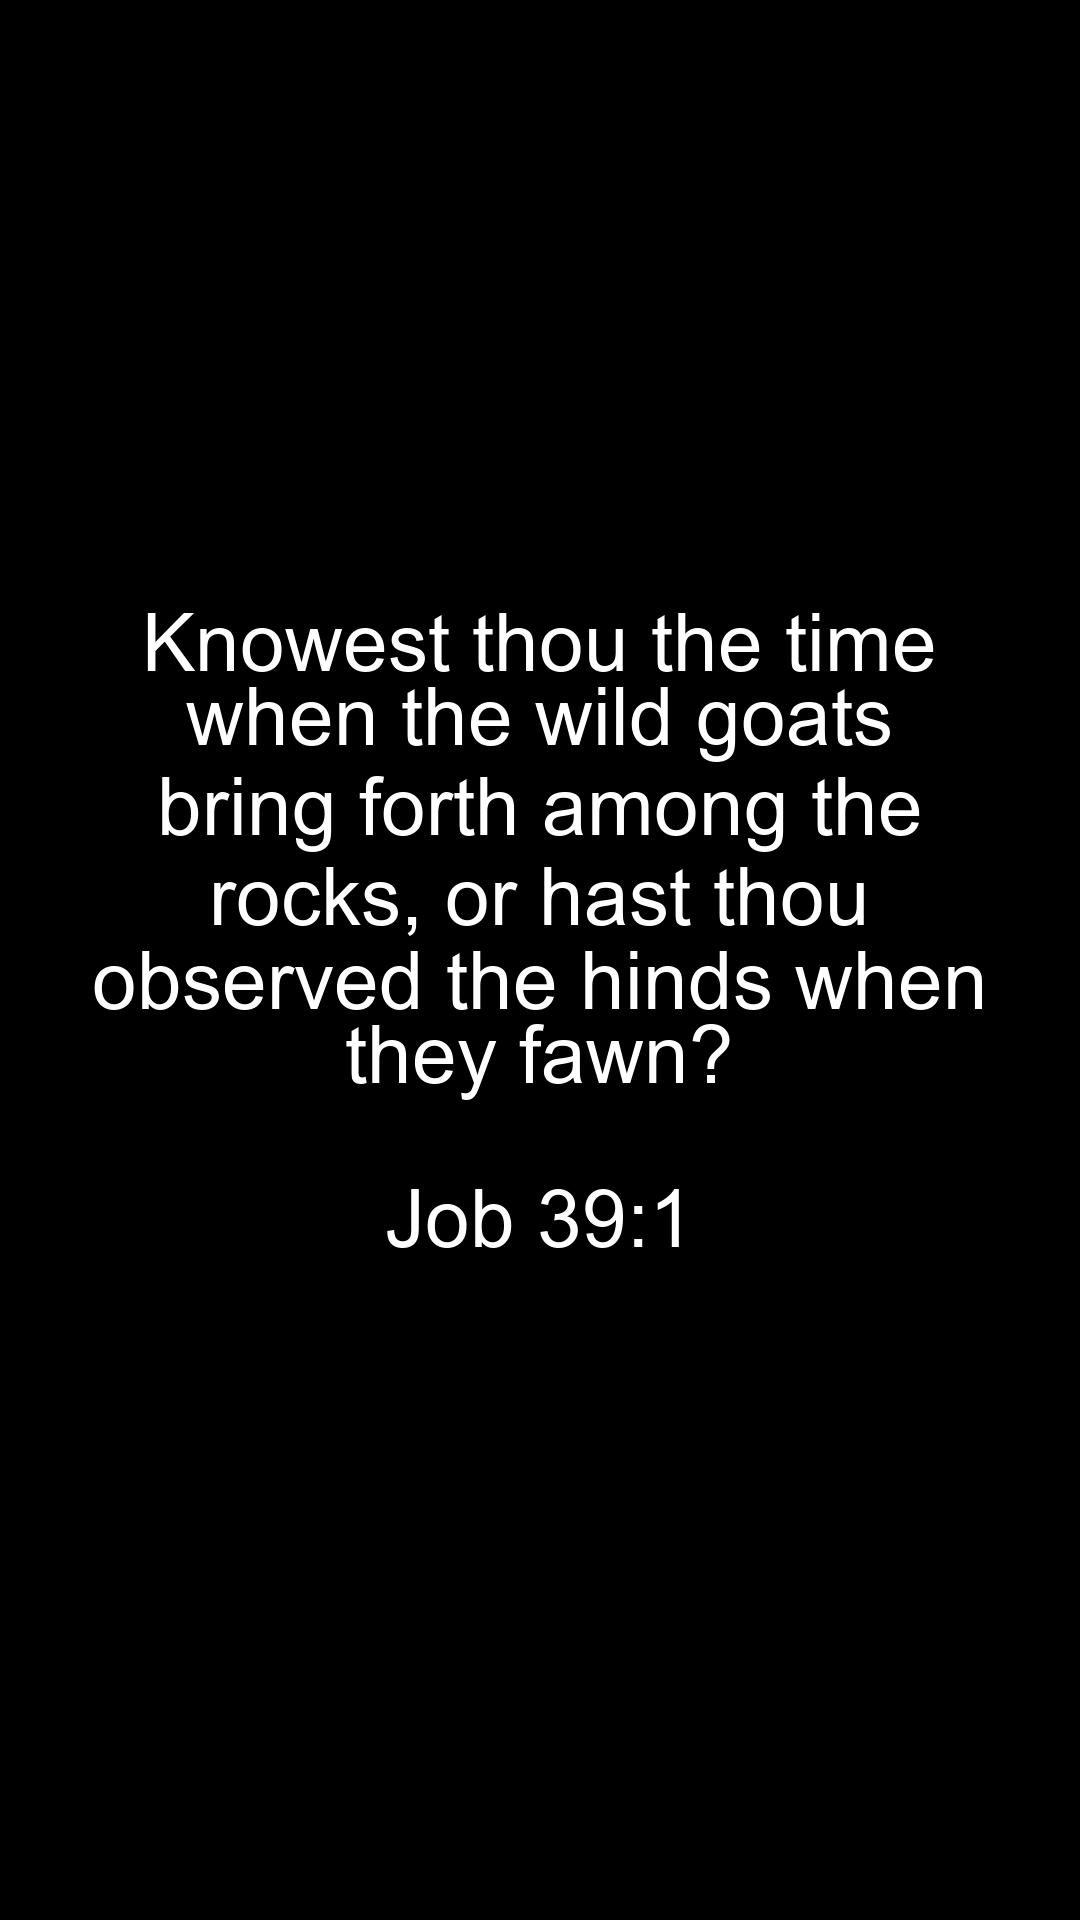 Knowest thou the time
when the wild goats
bring forth among the
rocks, or hast thou
observed the hinds when
they fawn?
Job 39:1